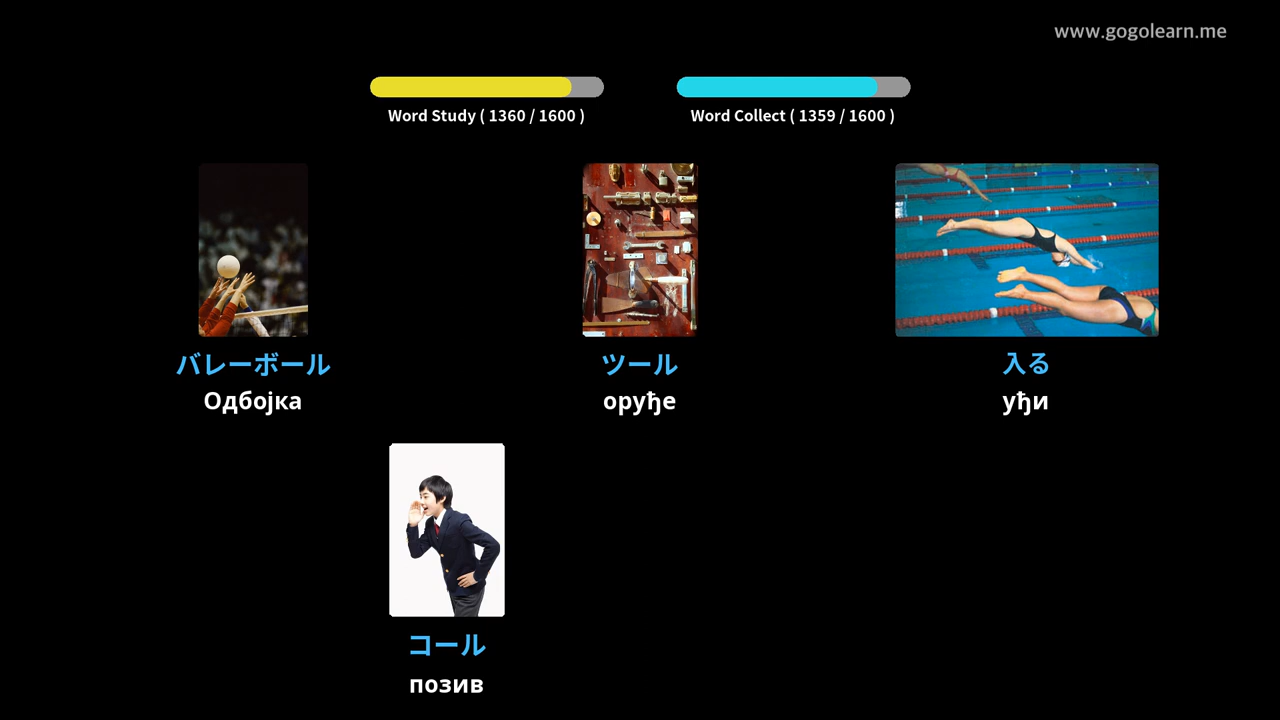 www.gogolearn.me
Word Study ( 1360 / 1600 )
Word Collect ( 1359 / 1600 )
バレーボール
Одбојка
ツール
оруђе
入る
уђи
コール
позив